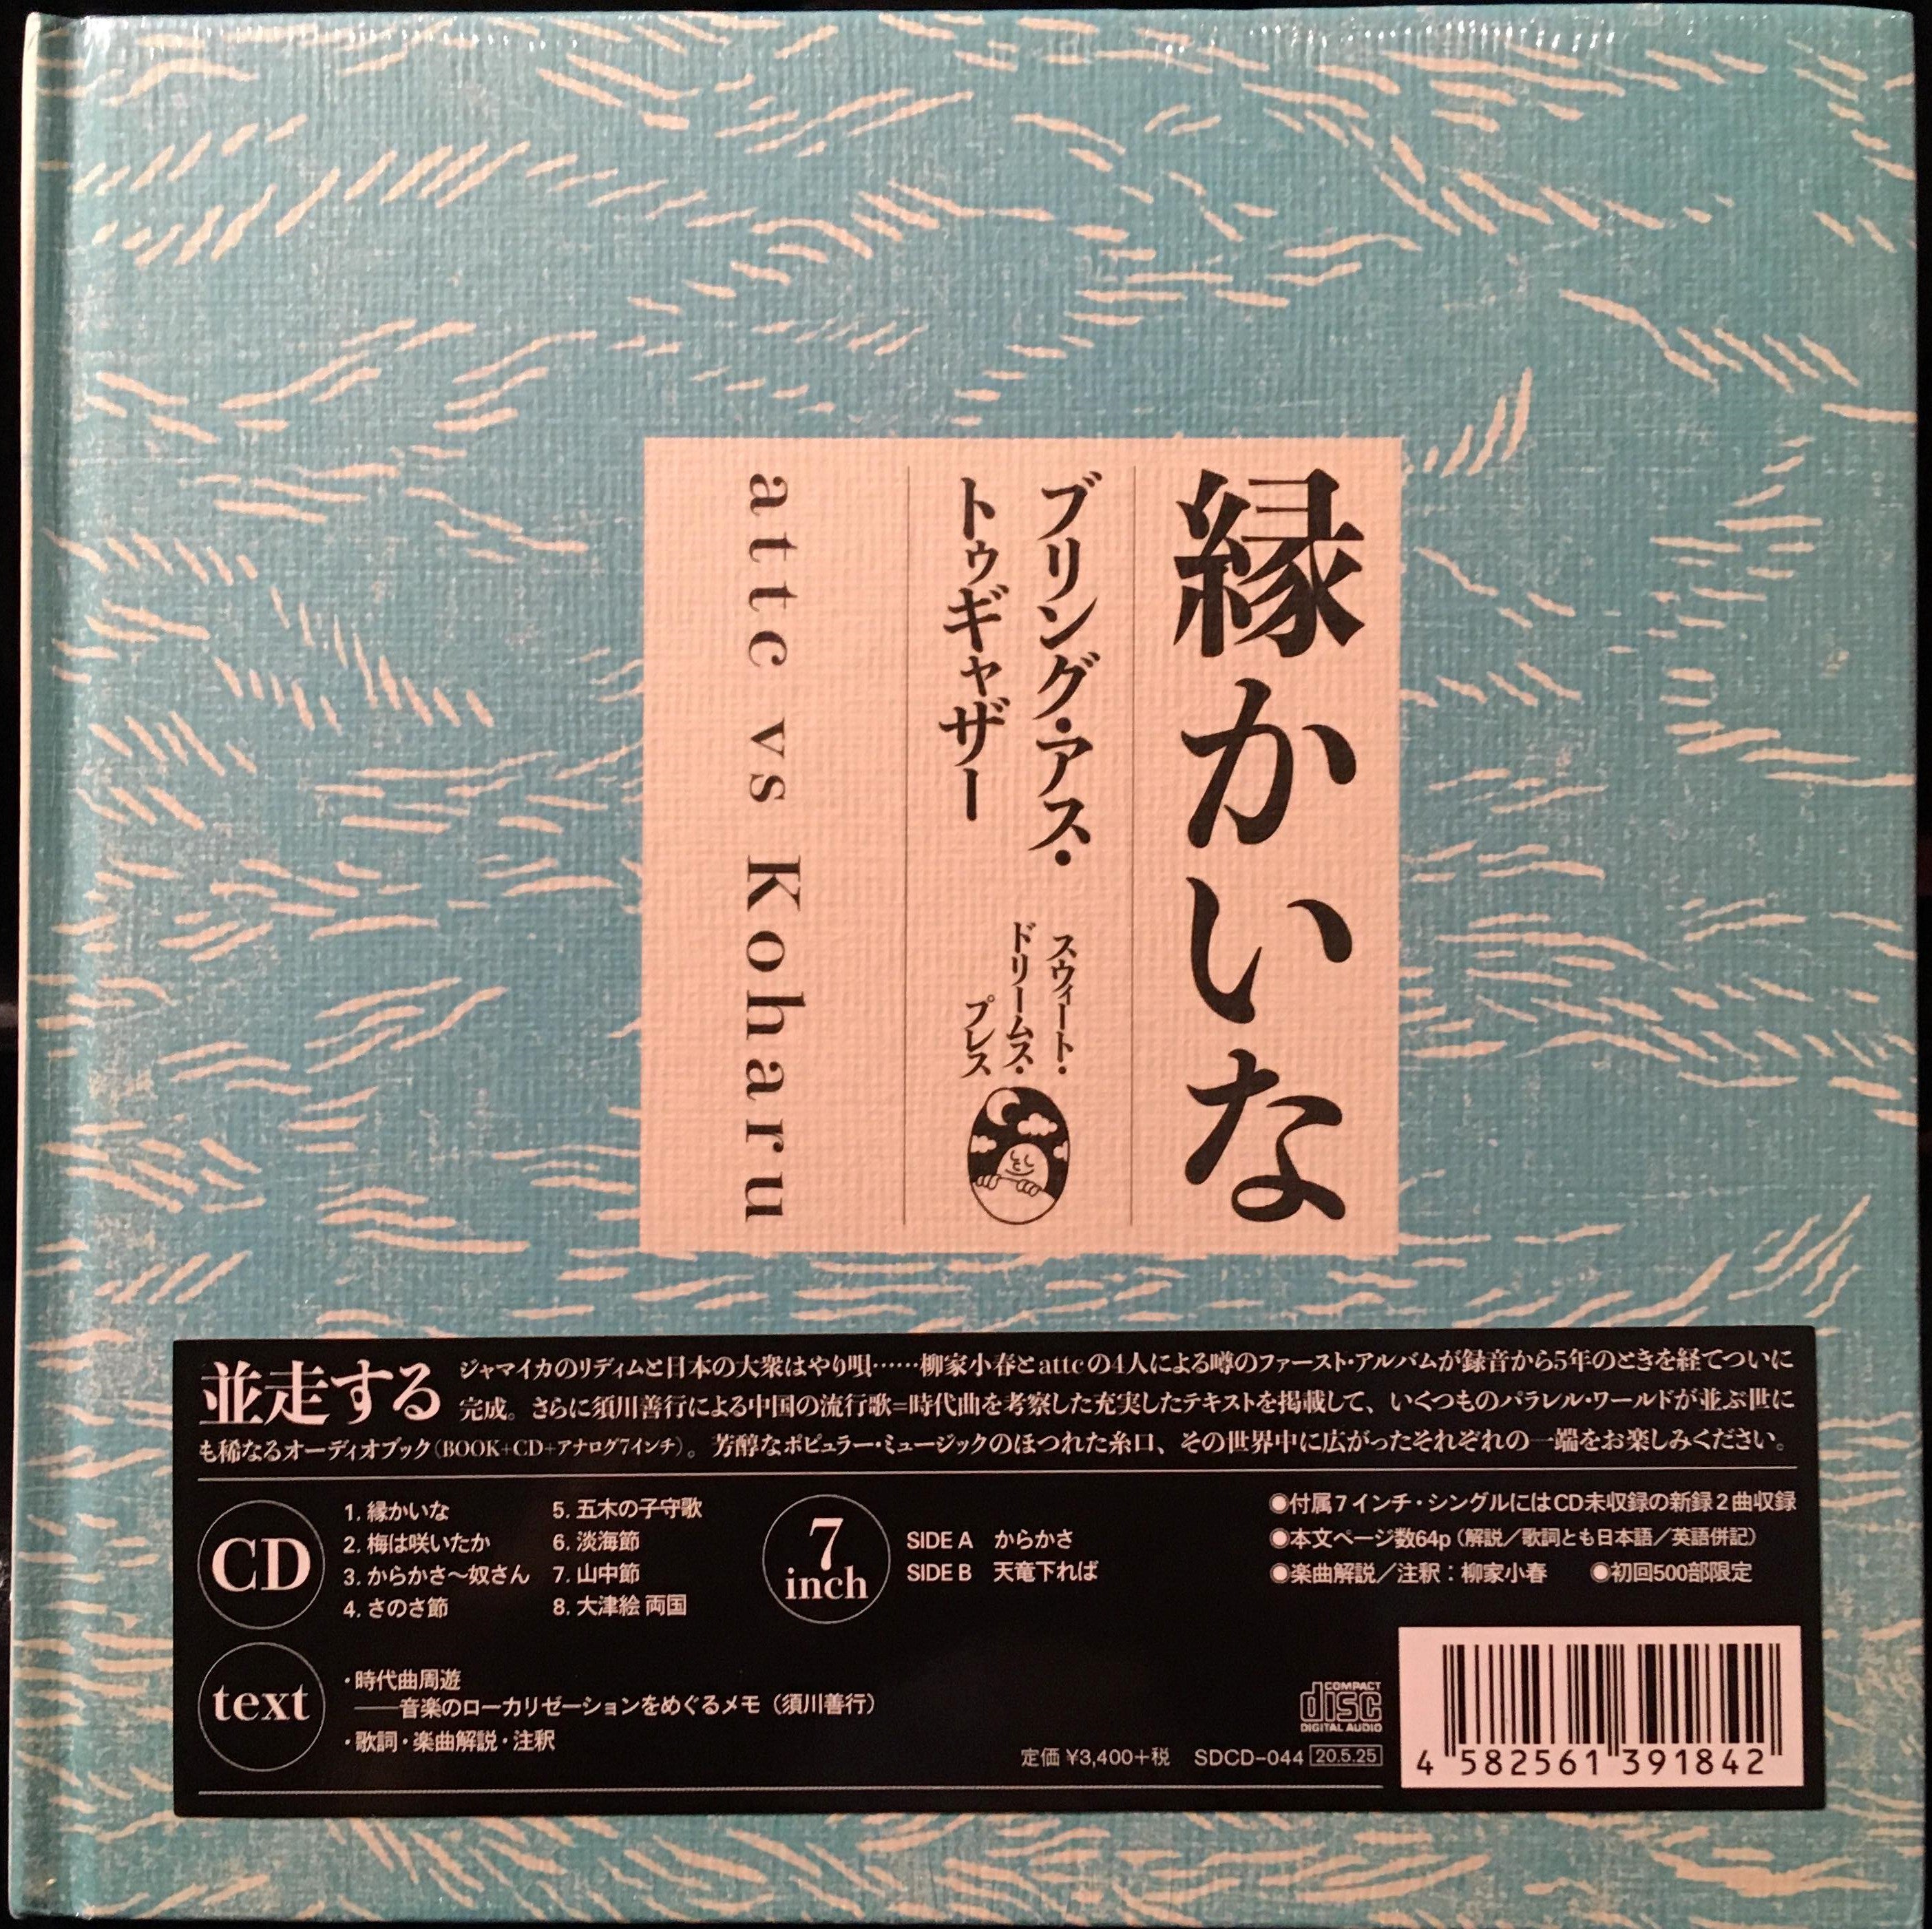 縁かいな
ブリング・アス・
トゥギャザー
スウィート・
ドリームス・
プレス
attc vs Koharu
並走する
ジャマイカのリディムと日本の大衆はやり唄……柳家小春とattcの4人による噂のファースト・アルバムが録音から5年のときを経てついに
完成。さらに須川善行による中国の流行歌=時代曲を考察した充実したテキストを掲載して、いくつものパラレル・ワールドが並ぶ世に
も稀なるオーディオブック（BOOK+CD+アナログ7インチ）。芳醇なポピュラー・ミュージックのほつれた糸口、その世界中に広がったそれぞれの一端をお楽しみください。
CD
1. 縁かいな
2. 梅は咲いたか
3. からかさ〜奴さん
4. さのさ節
5. 五木の子守歌
6. 淡海節
7. 山中節
8. 大津絵 両国
7
inch
SIDE A からかさ
SIDE B 天竜下れば
◉付属7インチ・シングルにはCD未収録の新録2曲収録
◉本文ページ数64p（解説／歌詞とも日本語／英語併記）
◉楽曲解説／注釈：柳家小春 ◉初回500部限定
text
・時代曲周遊
——音楽のローカリゼーションをめぐるメモ（須川善行）
・歌詞・楽曲解説・注釈
COMPACT
disc
DIGITAL AUDIO
定価 ¥3,400+税 SDCD-044 20.5.25
4 582561 391842